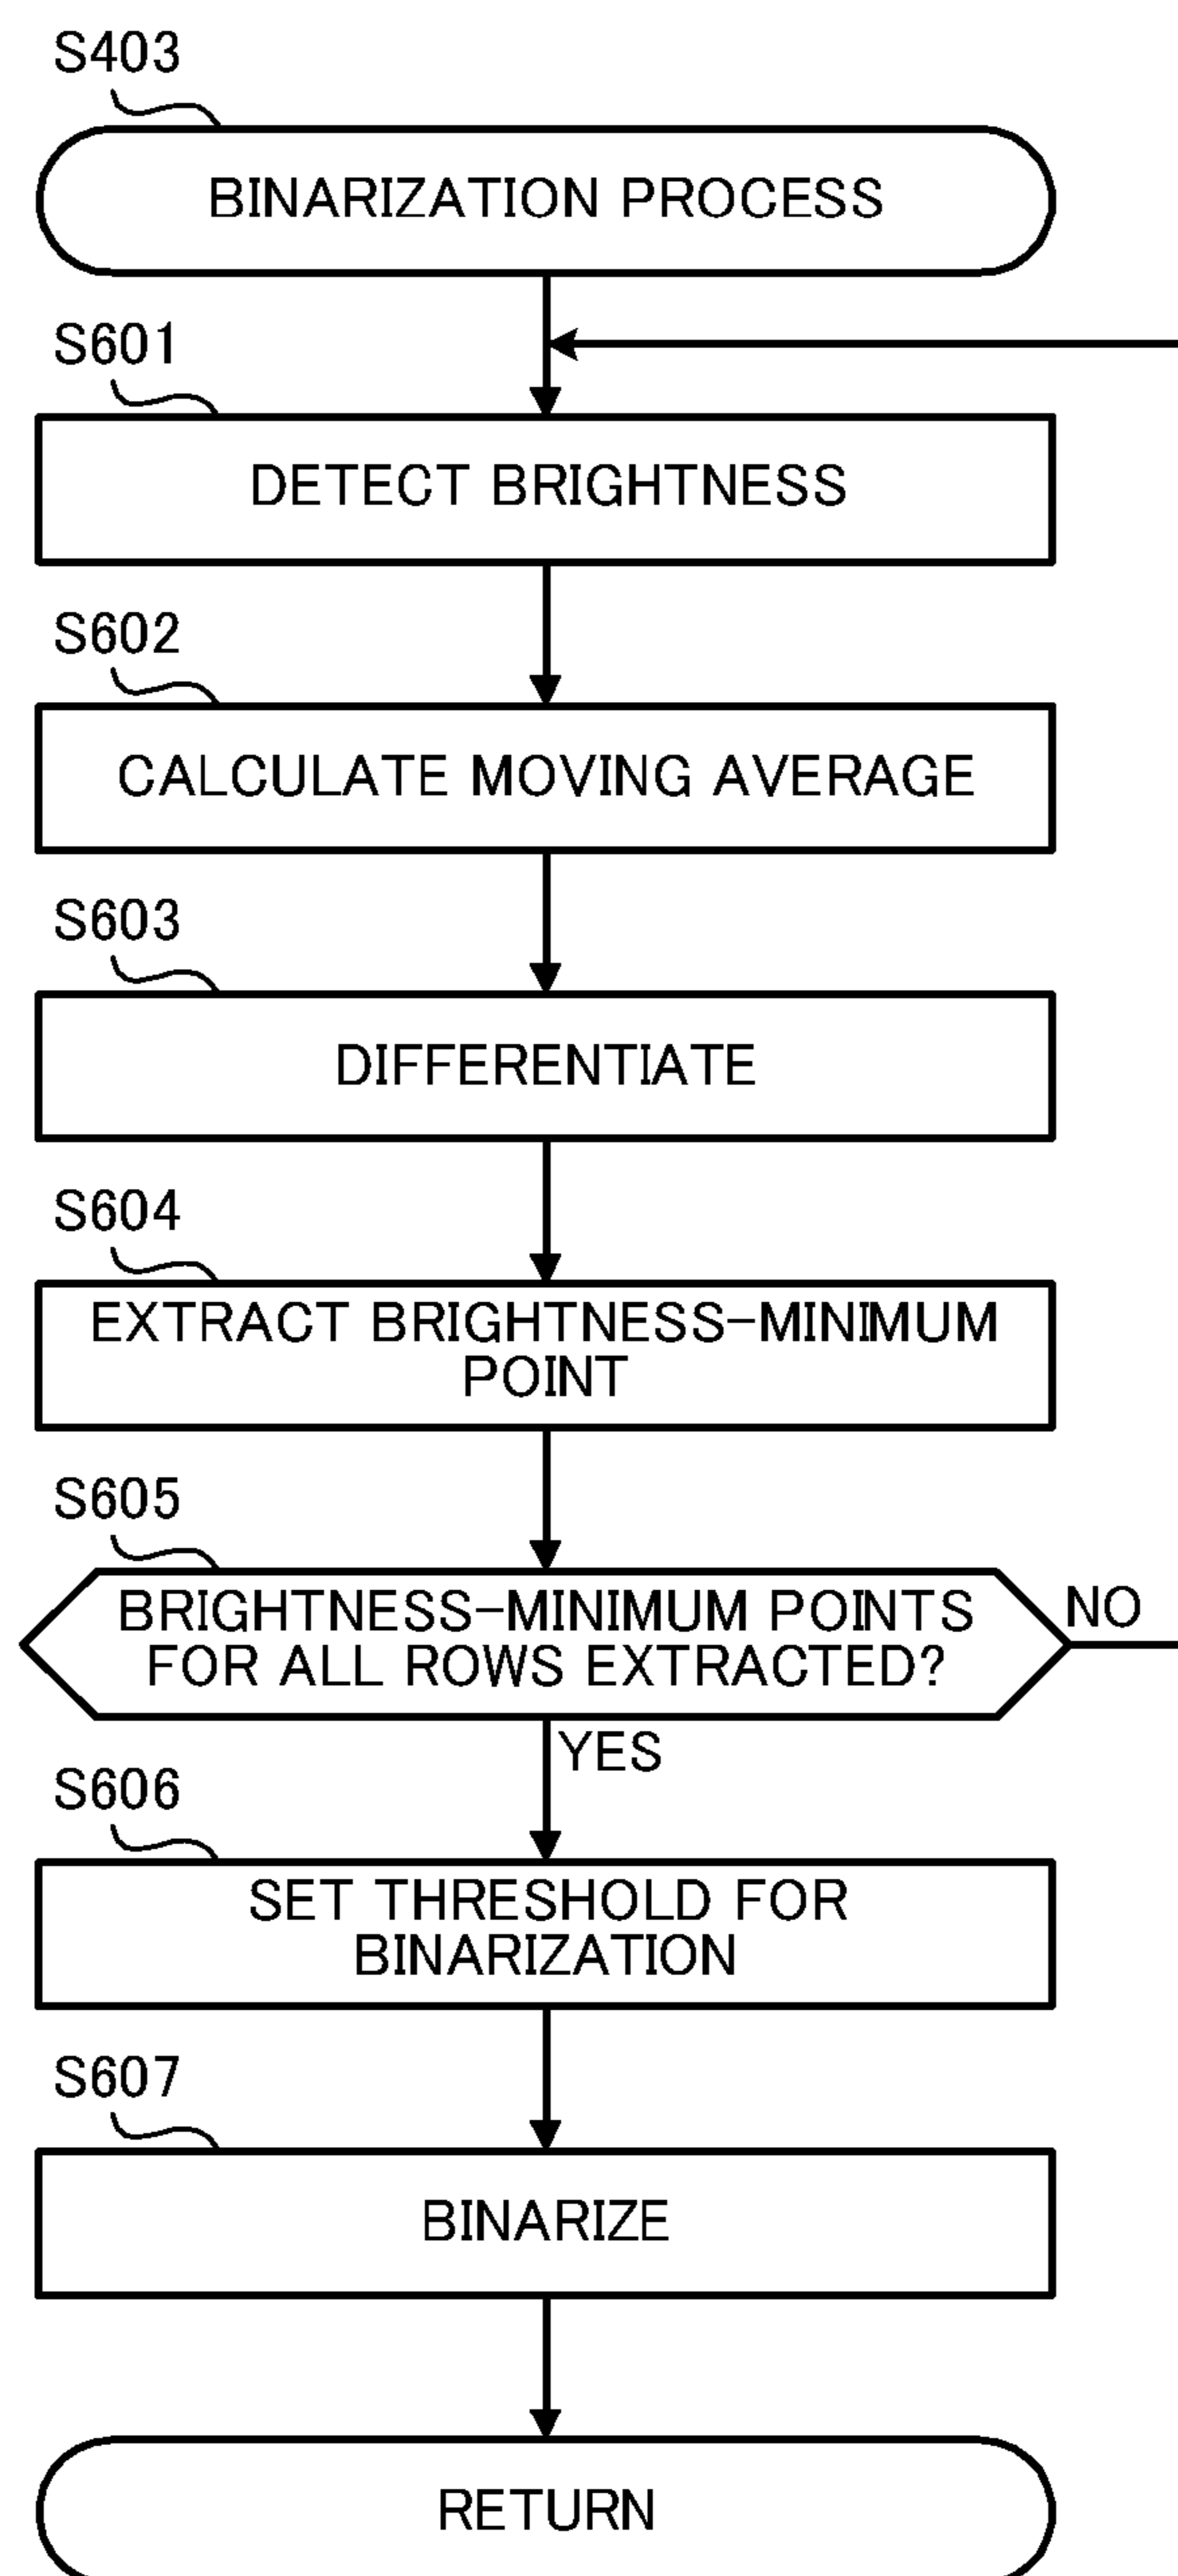 S403
BINARIZATION PROCESS
S601
DETECT BRIGHTNESS
S602
CALCULATE MOVING AVERAGE
S603
DIFFERENTIATE
S604
EXTRACT BRIGHTNESS-MINIMUM
POINT
S605
BRIGHTNESS-MINIMUM POINTS
FOR ALL ROWS EXTRACTED?
NO
YES
S606
SET THRESHOLD FOR
BINARIZATION
S607
BINARIZE
RETURN